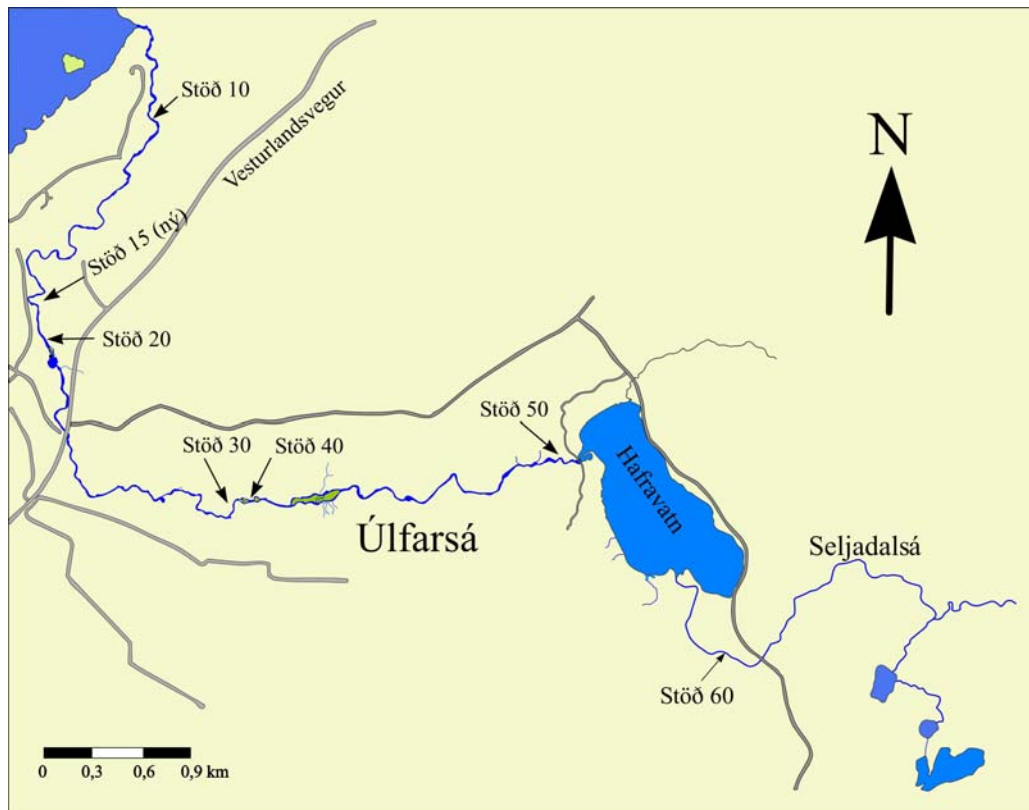 Stöð 10
Vesturlandsvegur
N
Stöð 15 (ný)
Stöð 20
Stöð 50
Stöð 30
Stöð 40
Hafravatn
Úlfarsá
Seljadalsá
Stöð 60
0 0,3 0,6 0,9 km